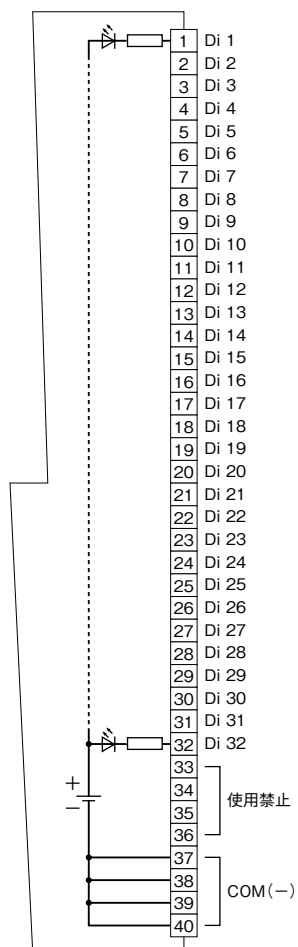 1 Di 1
2 Di 2
3 Di 3
4 Di 4
5 Di 5
6 Di 6
7 Di 7
8 Di 8
9 Di 9
10 Di 10
11 Di 11
12 Di 12
13 Di 13
14 Di 14
15 Di 15
16 Di 16
17 Di 17
18 Di 18
19 Di 19
20 Di 20
21 Di 21
22 Di 22
23 Di 23
24 Di 24
25 Di 25
26 Di 26
27 Di 27
28 Di 28
29 Di 29
30 Di 30
31 Di 31
32 Di 32
33
34
35
36
使用禁止
+
−
37
38
39
40
COM(−)